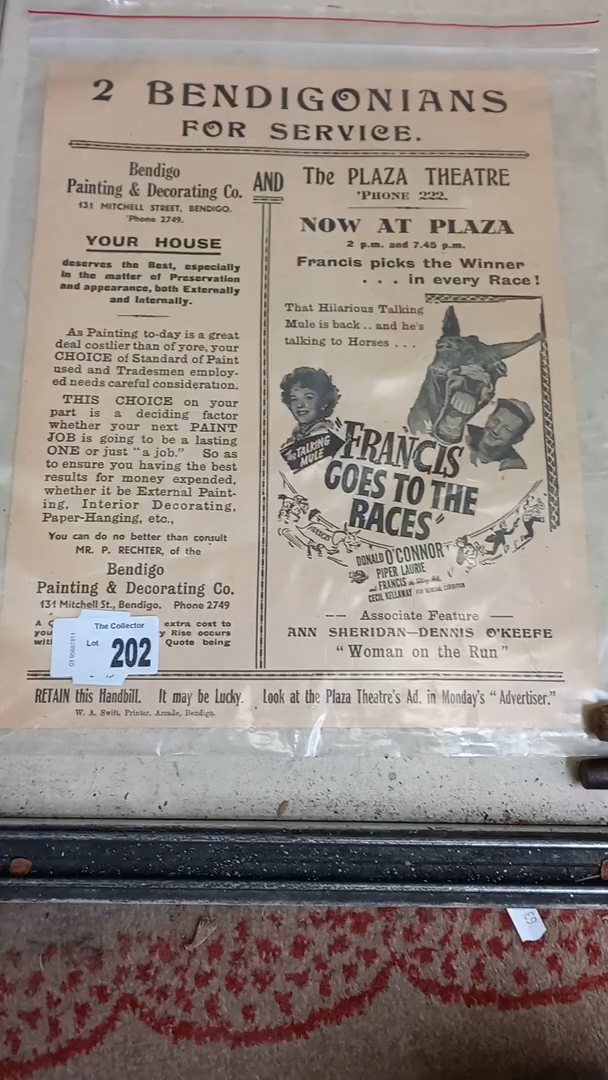 2 BENDIGONIANS
FOR SERVICE.
Bendigo
Painting & Decorating Co.
131 MITCHELL STREET, BENDIGO.
'Phone 2749.
YOUR HOUSE
deserves the Best, especially
in the matter of Preservation
and appearance, both Externally
and Internally.
As Painting to-day is a great
deal costlier than of yore, your
CHOICE of Standard of Paint
used and Tradesmen employ-
ed needs careful consideration.
THIS CHOICE on your
part is a deciding factor
whether your next PAINT
JOB is going to be a lasting
ONE or just "a job." So as
to ensure you having the best
results for money expended,
whether it be External Paint-
ing, Interior Decorating,
Paper-Hanging, etc.,
You can do no better than consult
MR. P. RECHTER, of the
Bendigo
Painting & Decorating Co.
131 Mitchell St., Bendigo. Phone 2749
extra cost to
Rise occurs
Quote being
The Collector
Lot 202
AND
The PLAZA THEATRE
'PHONE 222.
NOW AT PLAZA
2 p.m. and 7.45 p.m.
Francis picks the Winner
. . . in every Race!
That Hilarious Talking
Mule is back . . and he's
talking to Horses . . .
The TALKING
MULE
"FRANCIS
GOES TO THE
RACES"
DONALD O'CONNOR
PIPER LAURIE
and FRANCIS
CECIL KELLAWAY
-- Associate Feature --
ANN SHERIDAN—DENNIS O'KEEFE
"Woman on the Run"
RETAIN this Handbill. It may be Lucky. Look at the Plaza Theatre's Ad. in Monday's "Advertiser."
W. A. Swift, Printer, Arcade, Bendigo.